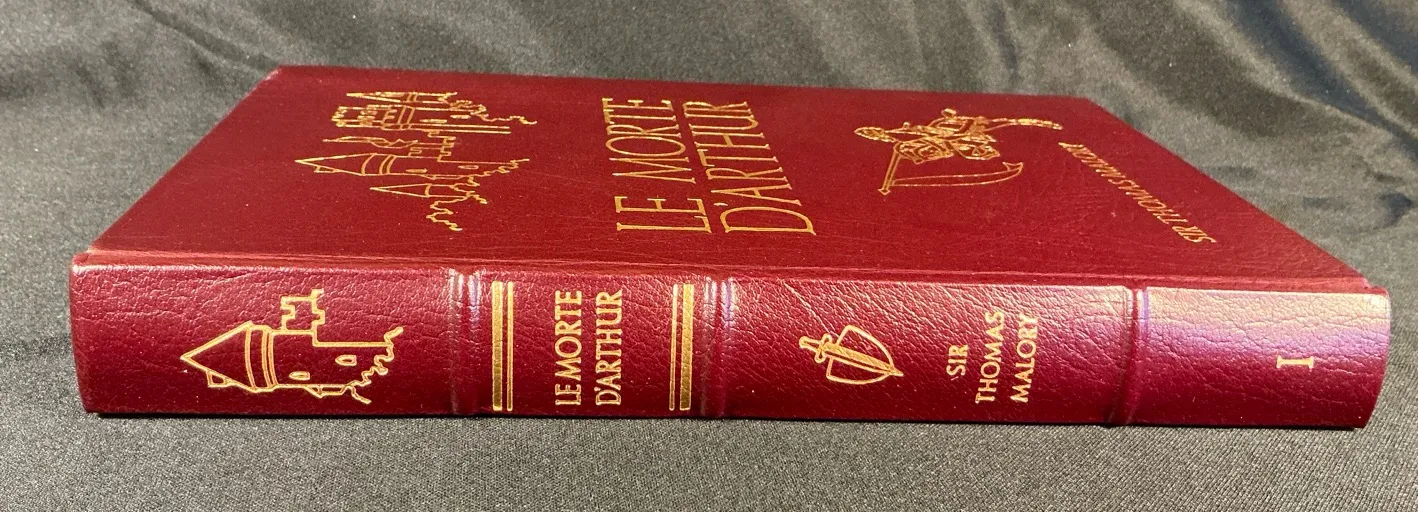 LE MORTE
D'ARTHUR
SIR THOMAS MALORY
LE MORTE
D'ARTHUR
SIR
THOMAS
MALORY
I